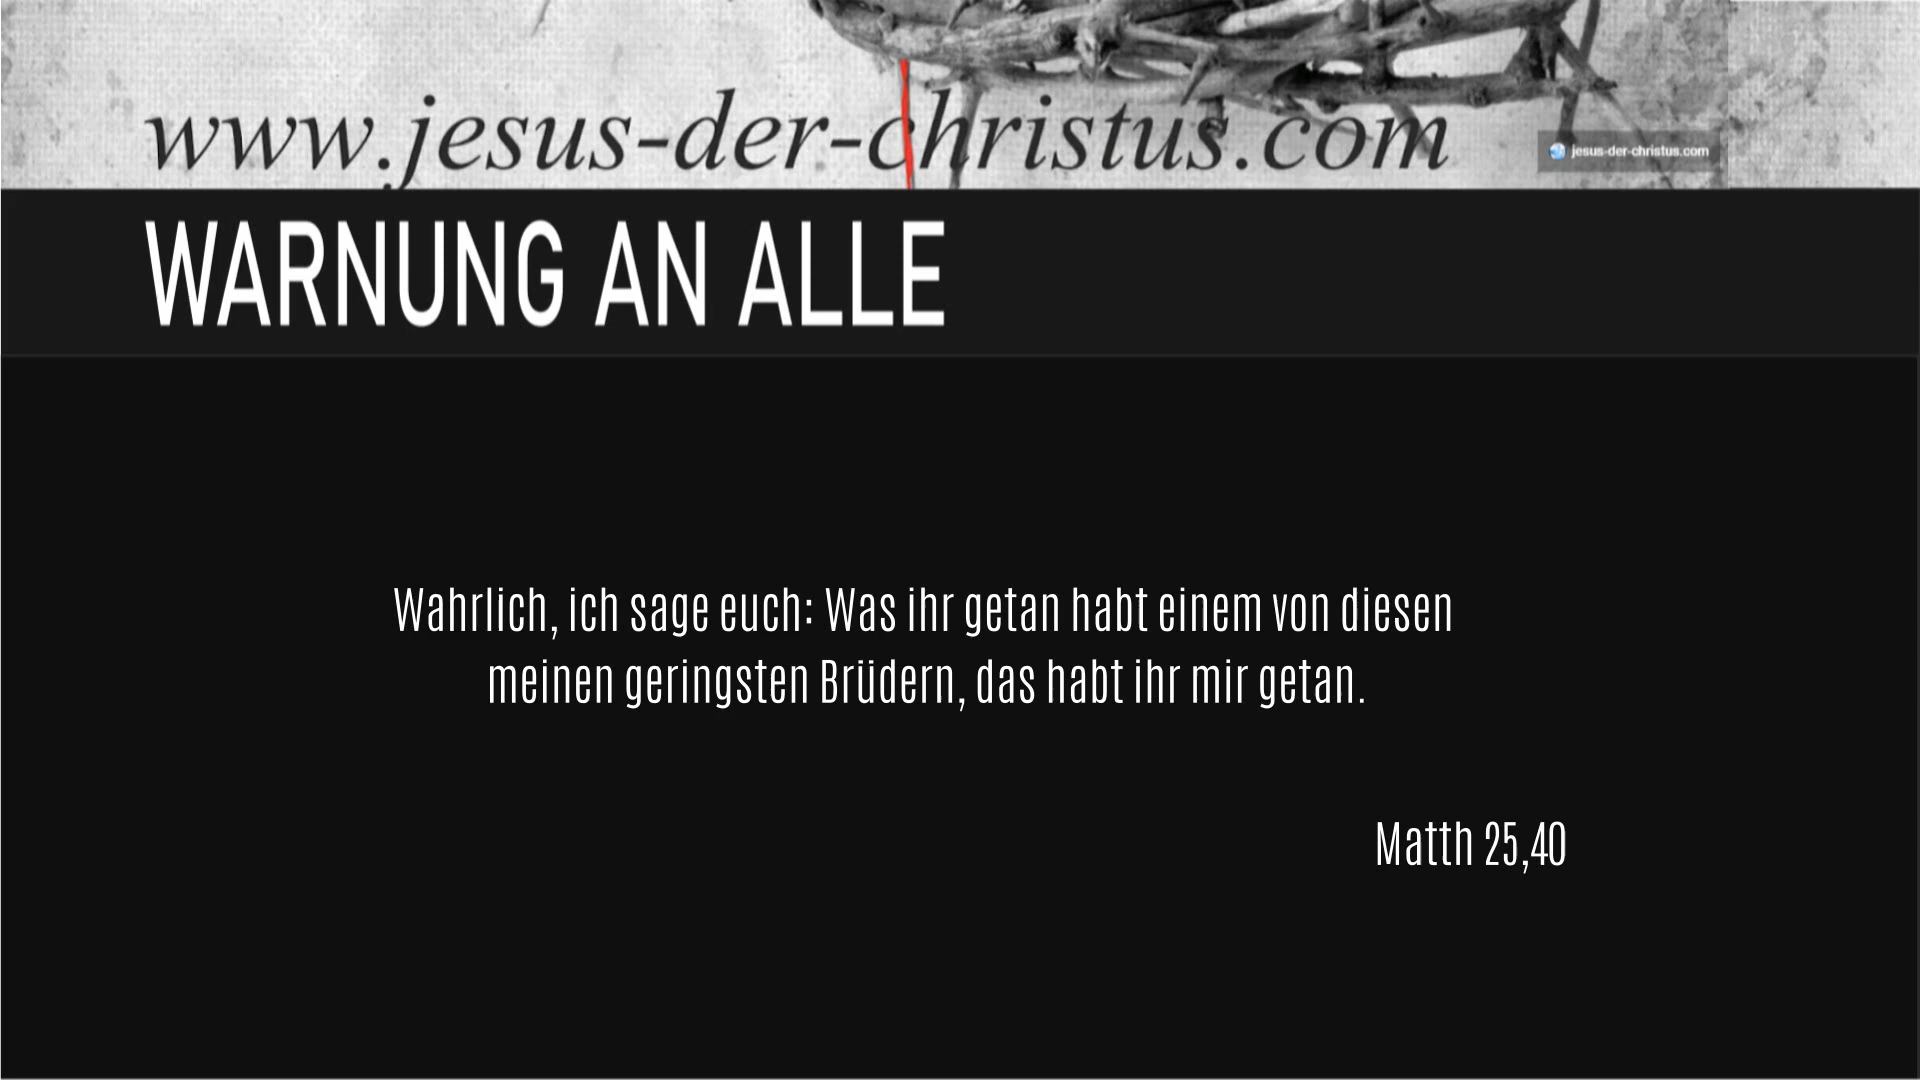 www.jesus-der-christus.com
jesus-der-christus.com
WARNUNG AN ALLE
Wahrlich, ich sage euch: Was ihr getan habt einem von diesen
meinen geringsten Brüdern, das habt ihr mir getan.
Matth 25,40